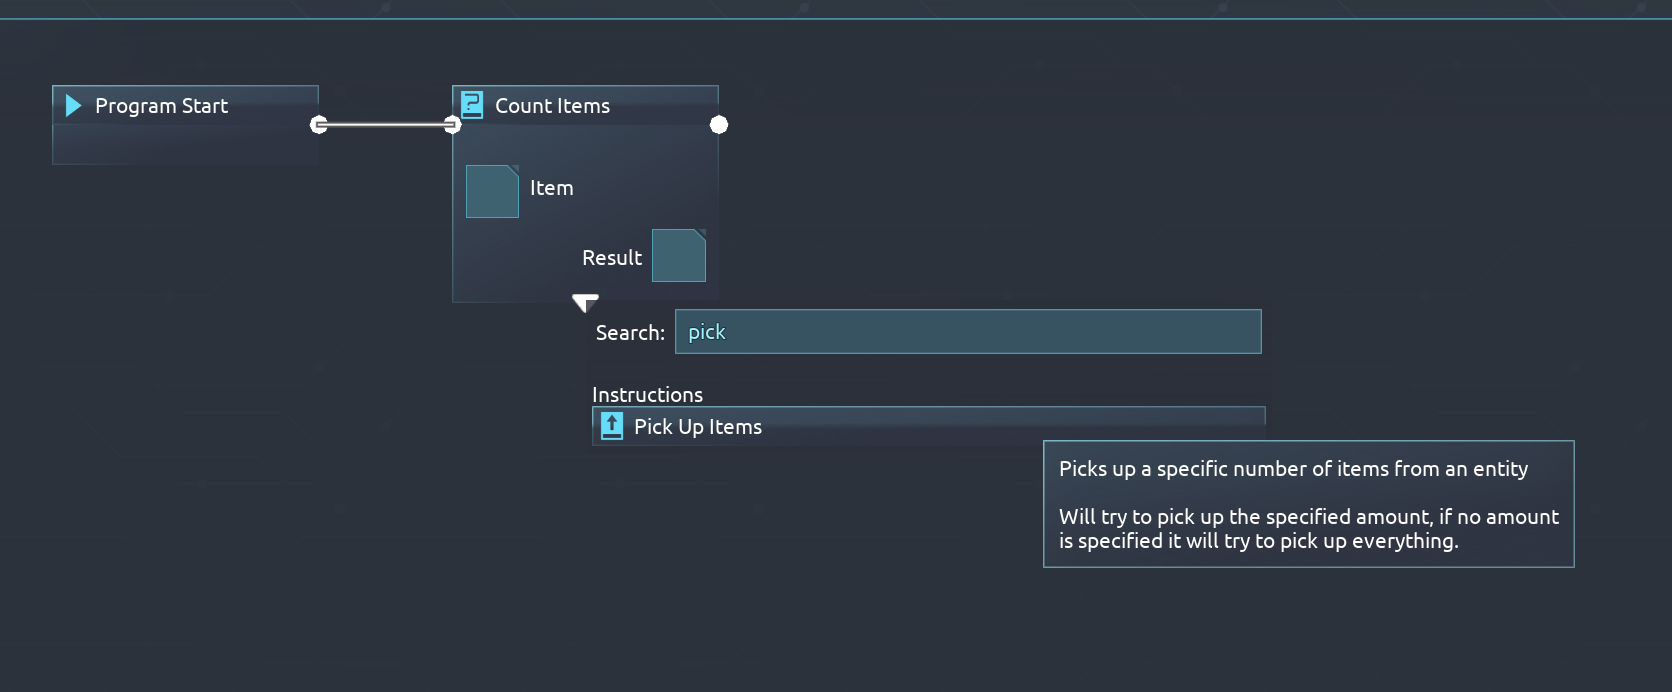 Program Start
Count Items
Item
Result
Search: pick
Instructions
Pick Up Items
Picks up a specific number of items from an entity
Will try to pick up the specified amount, if no amount
is specified it will try to pick up everything.